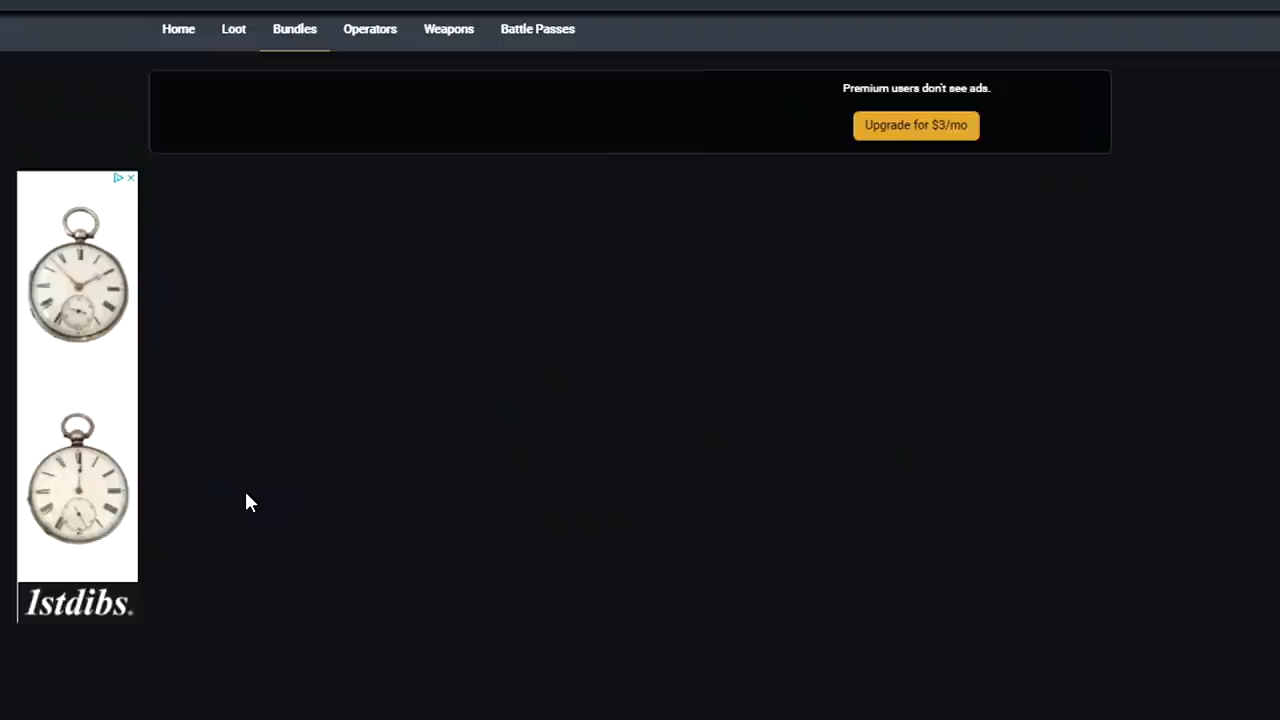 Home Loot Bundles Operators Weapons Battle Passes
Premium users don't see ads.
Upgrade for $3/mo
1stdibs.